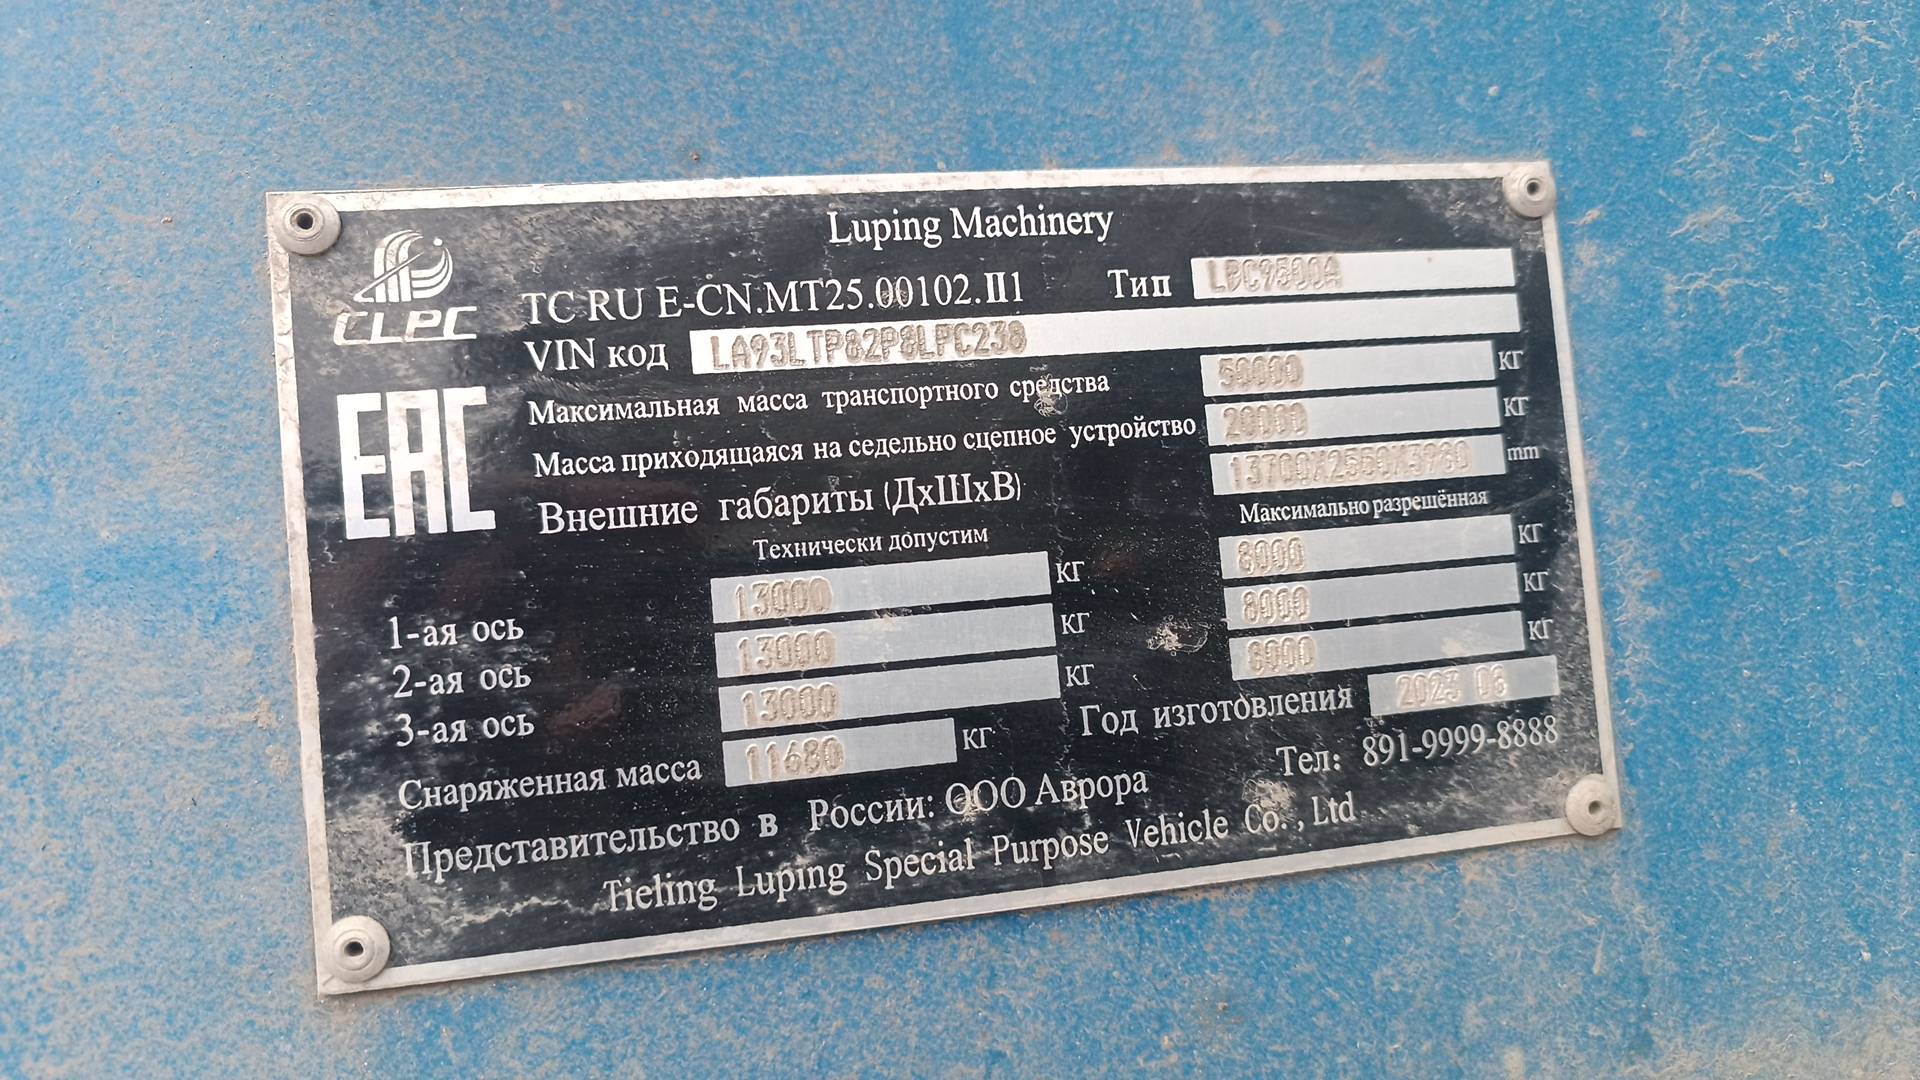 Luping Machinery
CLPC
TC RU E-CN.MT25.00102.П1 Тип LBC9500A
VIN код LA93LTP82P8LPC238
EAC
Максимальная масса транспортного средства 50000 кг
Масса приходящаяся на седельно сцепное устройство 20000 кг
Внешние габариты (ДхШхВ) 13700X2550X3980 mm
Технически допустим Максимально разрешённая
1-ая ось 13000 кг 8000 кг
2-ая ось 13000 кг 8000 кг
3-ая ось 13000 кг 8000 кг
Снаряженная масса 11680 кг Год изготовления 2023 06
Представительство в России: ООО Аврора Тел: 891-9999-8888
Tieling Luping Special Purpose Vehicle Co., Ltd